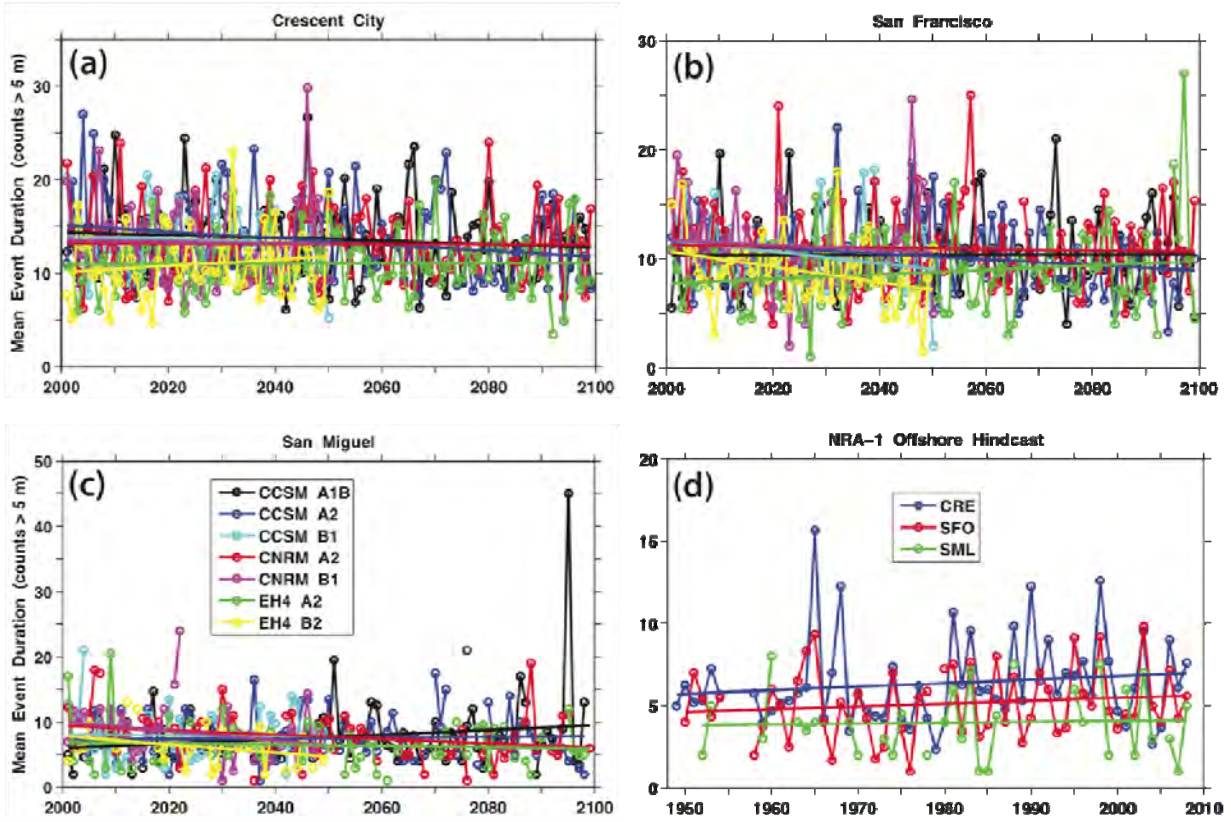 Crescent City
(a)
Mean Event Duration (counts > 5 m)
30
20
10
0
2000 2020 2040 2060 2080 2100
San Francisco
(b)
30
20
10
0
2000 2020 2040 2060 2080 2100
San Miguel
(c)
Mean Event Duration (counts > 5 m)
50
40
30
20
10
0
2000 2020 2040 2060 2080 2100
CCSM A1B
CCSM A2
CCSM B1
CNRM A2
CNRM B1
EH4 A2
EH4 B2
NRA-1 Offshore Hindcast
(d)
20
15
10
5
0
1950 1960 1970 1980 1990 2000 2010
CRE
SFO
SML